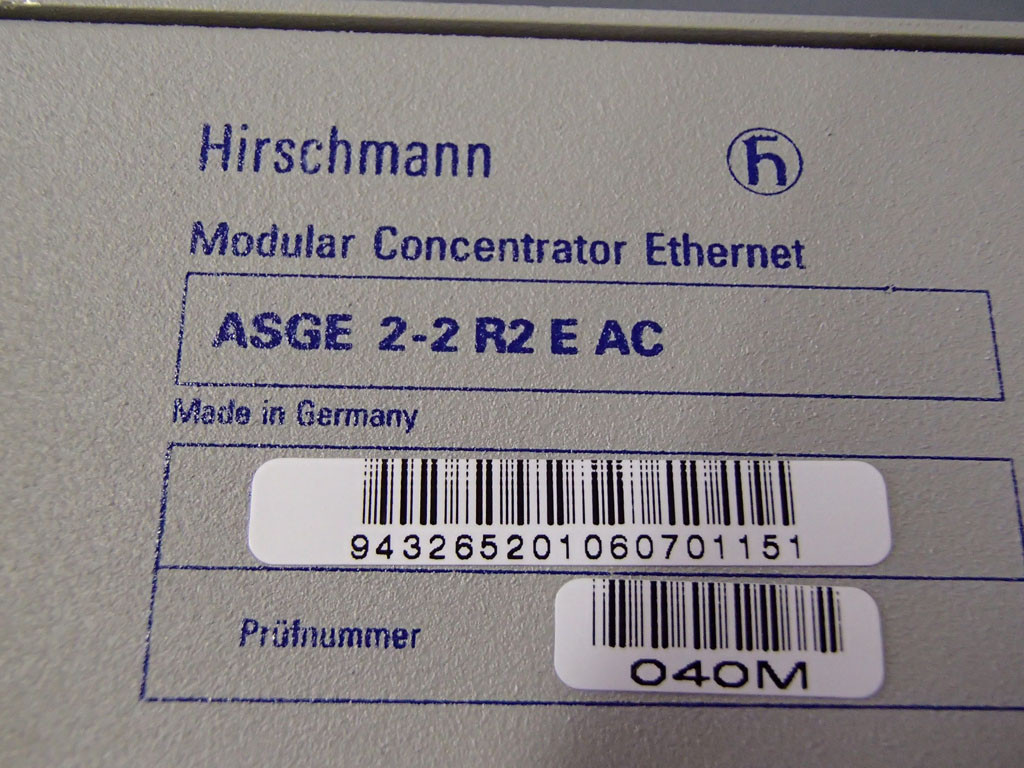 Hirschmann
Modular Concentrator Ethernet
ASGE 2-2 R2 E AC
Made in Germany
943265201060701151
Prüfnummer
040M